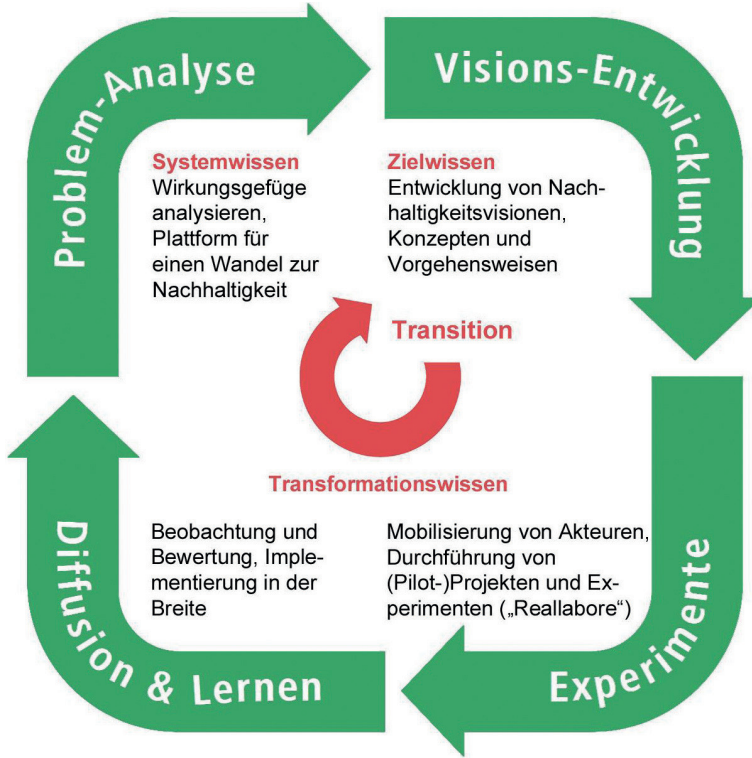 Problem-Analyse
Visions-Entwicklung
Systemwissen
Wirkungsgefüge
analysieren,
Plattform für
einen Wandel zur
Nachhaltigkeit
Zielwissen
Entwicklung von Nach-
haltigkeitsvisionen,
Konzepten und
Vorgehensweisen
Transition
Transformationswissen
Beobachtung und
Bewertung, Imple-
mentierung in der
Breite
Mobilisierung von Akteuren,
Durchführung von
(Pilot-)Projekten und Ex-
perimenten („Reallabore“)
Experimente
Diffusion & Lernen